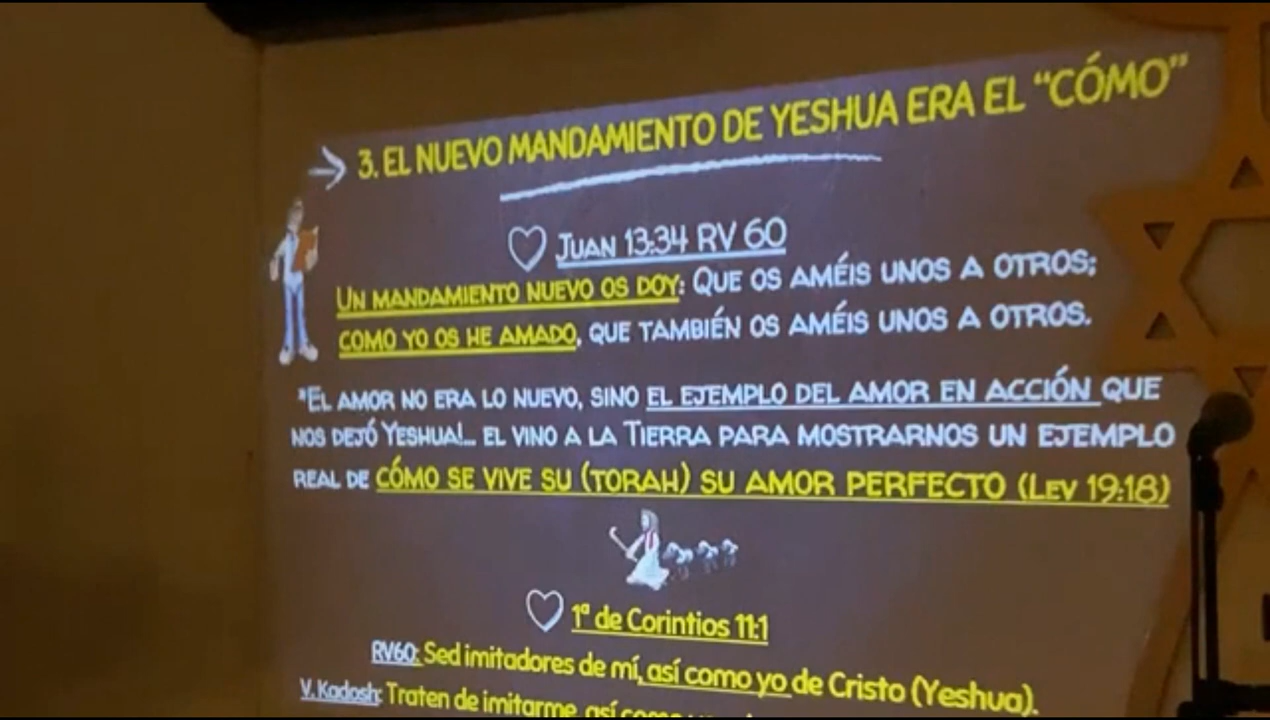 3. EL NUEVO MANDAMIENTO DE YESHUA ERA EL "CÓMO"
JUAN 13:34 RV 60
UN MANDAMIENTO NUEVO OS DOY: QUE OS AMÉIS UNOS A OTROS;
COMO YO OS HE AMADO, QUE TAMBIÉN OS AMÉIS UNOS A OTROS.
*EL AMOR NO ERA LO NUEVO, SINO EL EJEMPLO DEL AMOR EN ACCIÓN QUE
NOS DEJÓ YESHUA!... EL VINO A LA TIERRA PARA MOSTRARNOS UN EJEMPLO
REAL DE CÓMO SE VIVE SU (TORAH) SU AMOR PERFECTO (LEV 19:18)
1ª de Corintios 11:1
RV60: Sed imitadores de mí, así como yo de Cristo (Yeshua).
V. Kadosh: Traten de imitarme, así como